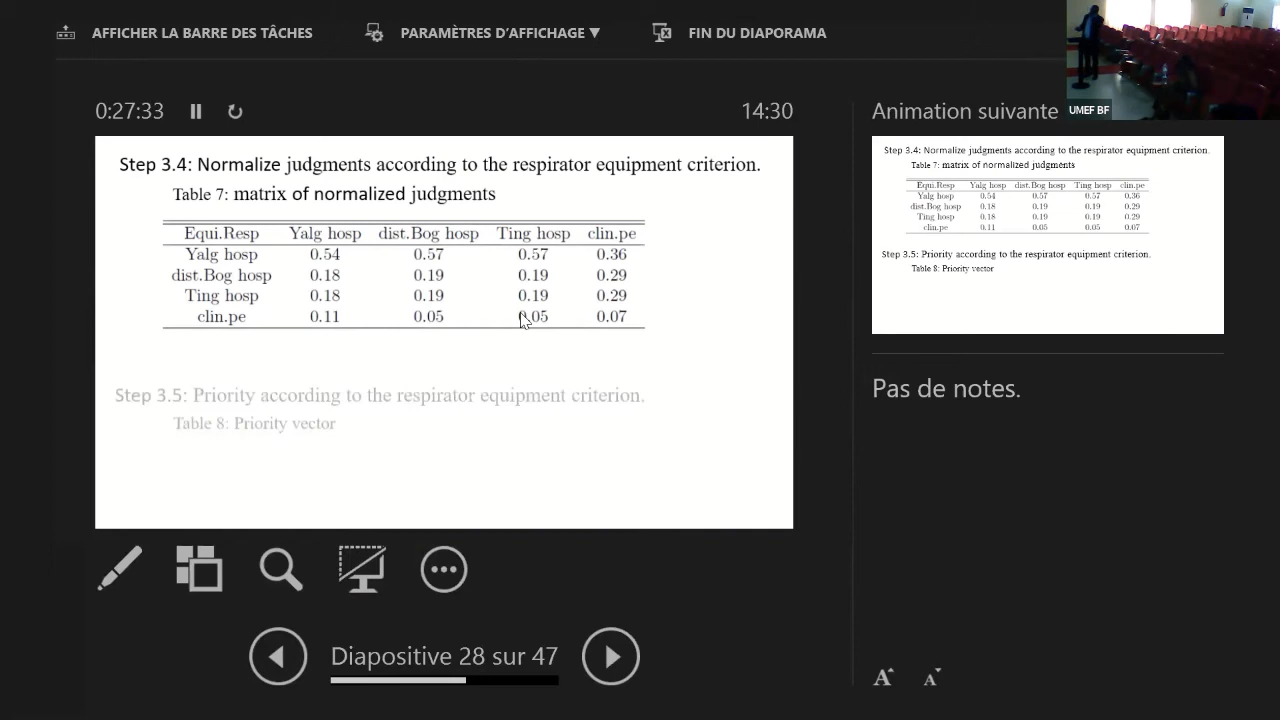 AFFICHER LA BARRE DES TÂCHES PARAMÈTRES D'AFFICHAGE ▼ FIN DU DIAPORAMA
UMEF BF
0:27:33 14:30
Step 3.4: Normalize judgments according to the respirator equipment criterion.
Table 7: matrix of normalized judgments
Equi.Resp Yalg hosp dist.Bog hosp Ting hosp clin.pe
Yalg hosp 0.54 0.57 0.57 0.36
dist.Bog hosp 0.18 0.19 0.19 0.29
Ting hosp 0.18 0.19 0.19 0.29
clin.pe 0.11 0.05 0.05 0.07
Step 3.5: Priority according to the respirator equipment criterion.
Table 8: Priority vector
Diapositive 28 sur 47
Animation suivante
Step 3.4: Normalize judgments according to the respirator equipment criterion.
Table 7: matrix of normalized judgments
Equi.Resp Yalg hosp dist.Bog hosp Ting hosp clin.pe
Yalg hosp 0.54 0.57 0.57 0.36
dist.Bog hosp 0.18 0.19 0.19 0.29
Ting hosp 0.18 0.19 0.19 0.29
clin.pe 0.11 0.05 0.05 0.07
Step 3.5: Priority according to the respirator equipment criterion.
Table 8: Priority vector
Pas de notes.
A A